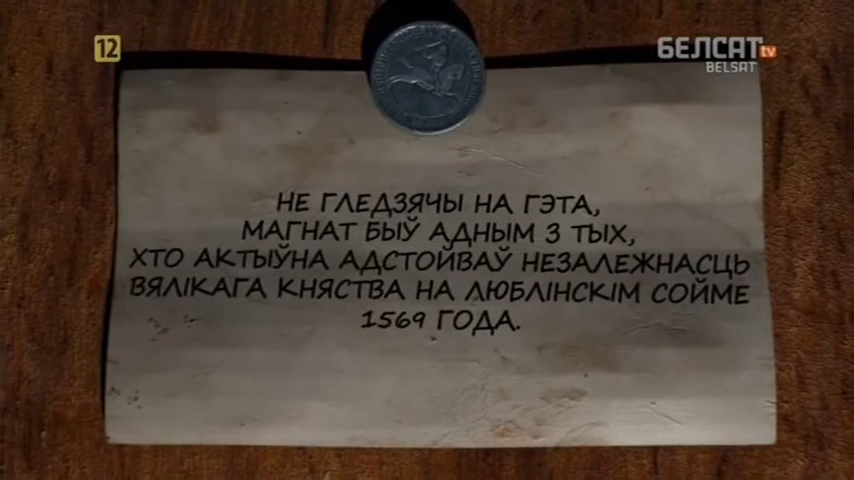 12
БЕЛСАТ tv
BELSAT
НЕ ГЛЕДЗЯЧЫ НА ГЭТА,
МАГНАТ БЫЎ АДНЫМ З ТЫХ,
ХТО АКТЫЎНА АДСТОЙВАЎ НЕЗАЛЕЖНАСЦЬ
ВЯЛІКАГА КНЯСТВА НА ЛЮБЛІНСКІМ СОЙМЕ
1569 ГОДА.